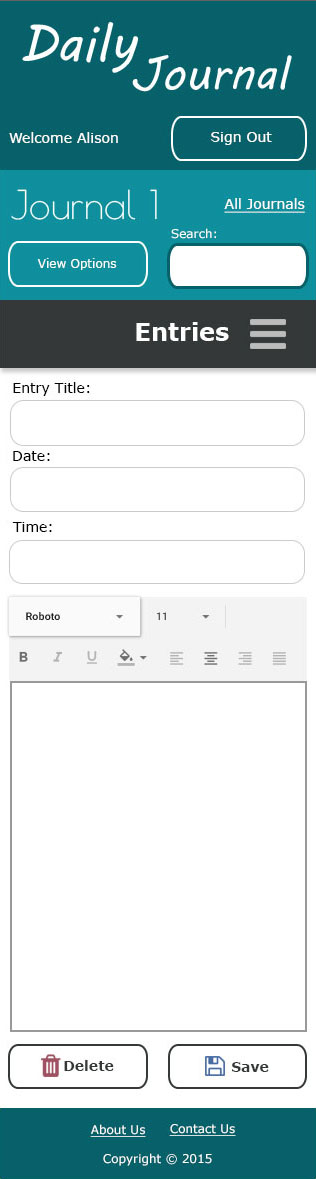 Daily
Journal
Welcome Alison
Sign Out
Journal 1
All Journals
Search:
View Options
Entries
Entry Title:
Date:
Time:
Roboto
11
B I U
Delete
Save
About Us
Contact Us
Copyright © 2015